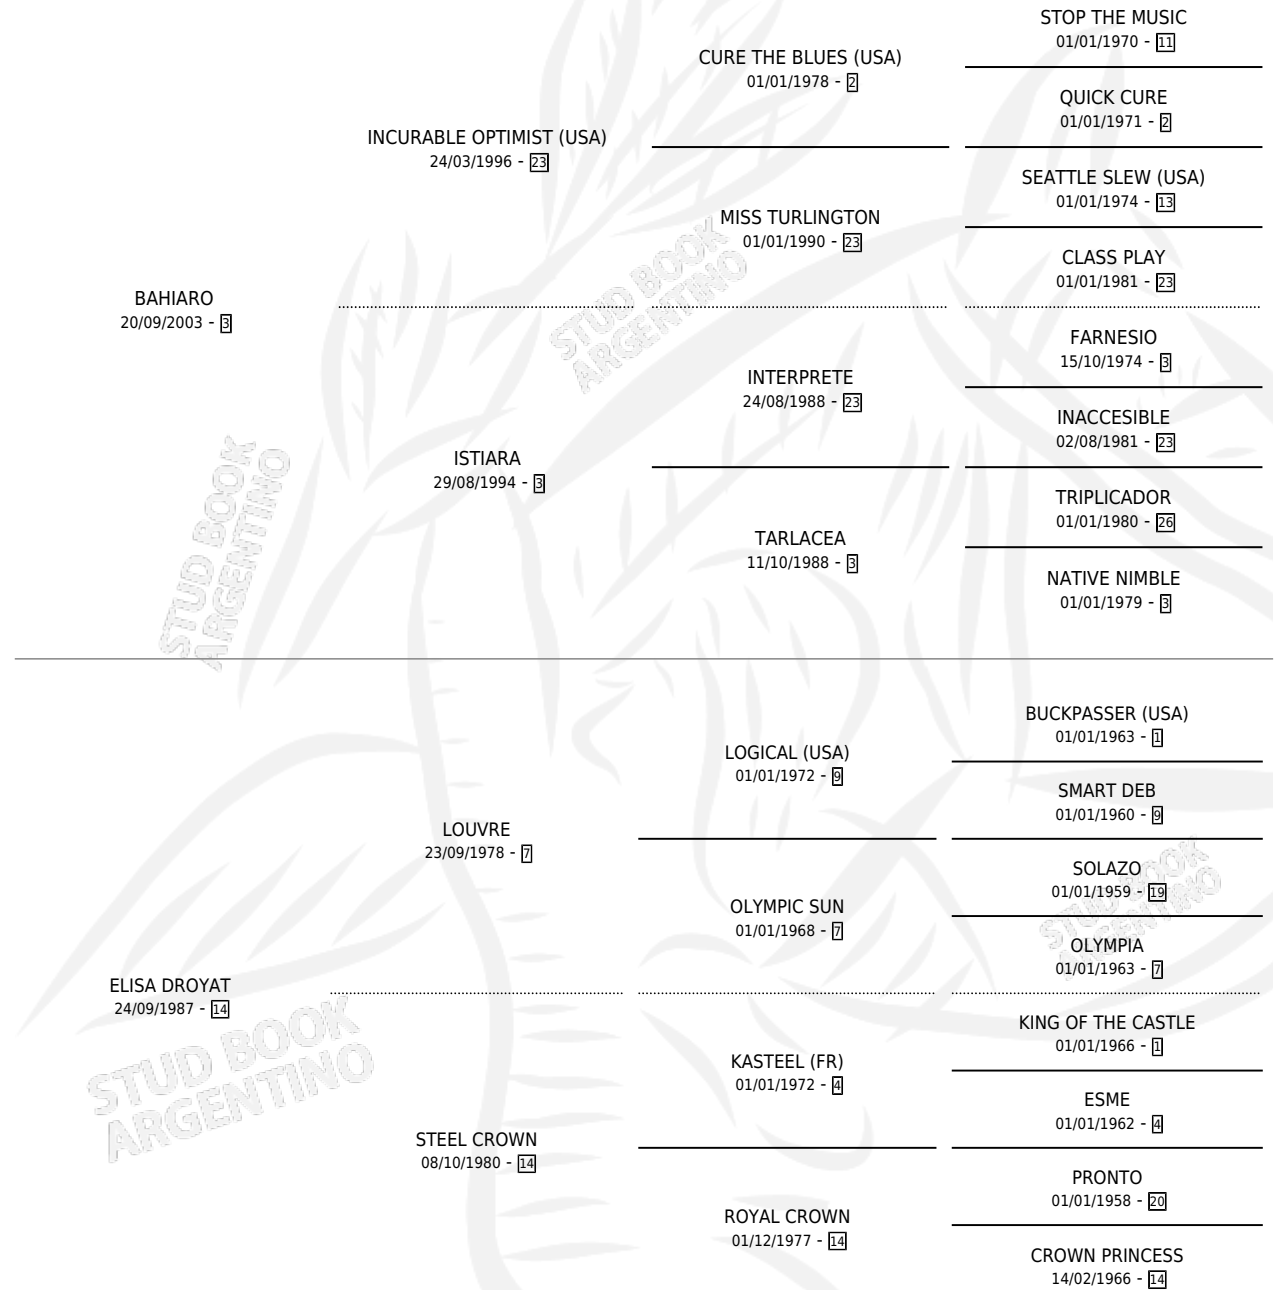 STOP THE MUSIC
01/01/1970 - 11
CURE THE BLUES (USA)
01/01/1978 - 2
QUICK CURE
01/01/1971 - 2
INCURABLE OPTIMIST (USA)
24/03/1996 - 23
SEATTLE SLEW (USA)
01/01/1974 - 13
MISS TURLINGTON
01/01/1990 - 23
CLASS PLAY
01/01/1981 - 23
BAHIARO
20/09/2003 - 3
FARNESIO
15/10/1974 - 3
INTERPRETE
24/08/1988 - 23
INACCESIBLE
02/08/1981 - 23
ISTIARA
29/08/1994 - 3
TRIPLICADOR
01/01/1980 - 26
TARLACEA
11/10/1988 - 3
NATIVE NIMBLE
01/01/1979 - 3
STUD BOOK
ARGENTINO
STUD BOOK
ARGENTINO
BUCKPASSER (USA)
01/01/1963 - 1
LOGICAL (USA)
01/01/1972 - 9
SMART DEB
01/01/1960 - 9
LOUVRE
23/09/1978 - 7
SOLAZO
01/01/1959 - 19
OLYMPIC SUN
01/01/1968 - 7
OLYMPIA
01/01/1963 - 7
ELISA DROYAT
24/09/1987 - 14
KING OF THE CASTLE
01/01/1966 - 1
KASTEEL (FR)
01/01/1972 - 4
ESME
01/01/1962 - 4
STEEL CROWN
08/10/1980 - 14
PRONTO
01/01/1958 - 20
ROYAL CROWN
01/12/1977 - 14
CROWN PRINCESS
14/02/1966 - 14
STUD BOOK
ARGENTINO
STUD BOOK
ARGENTINO